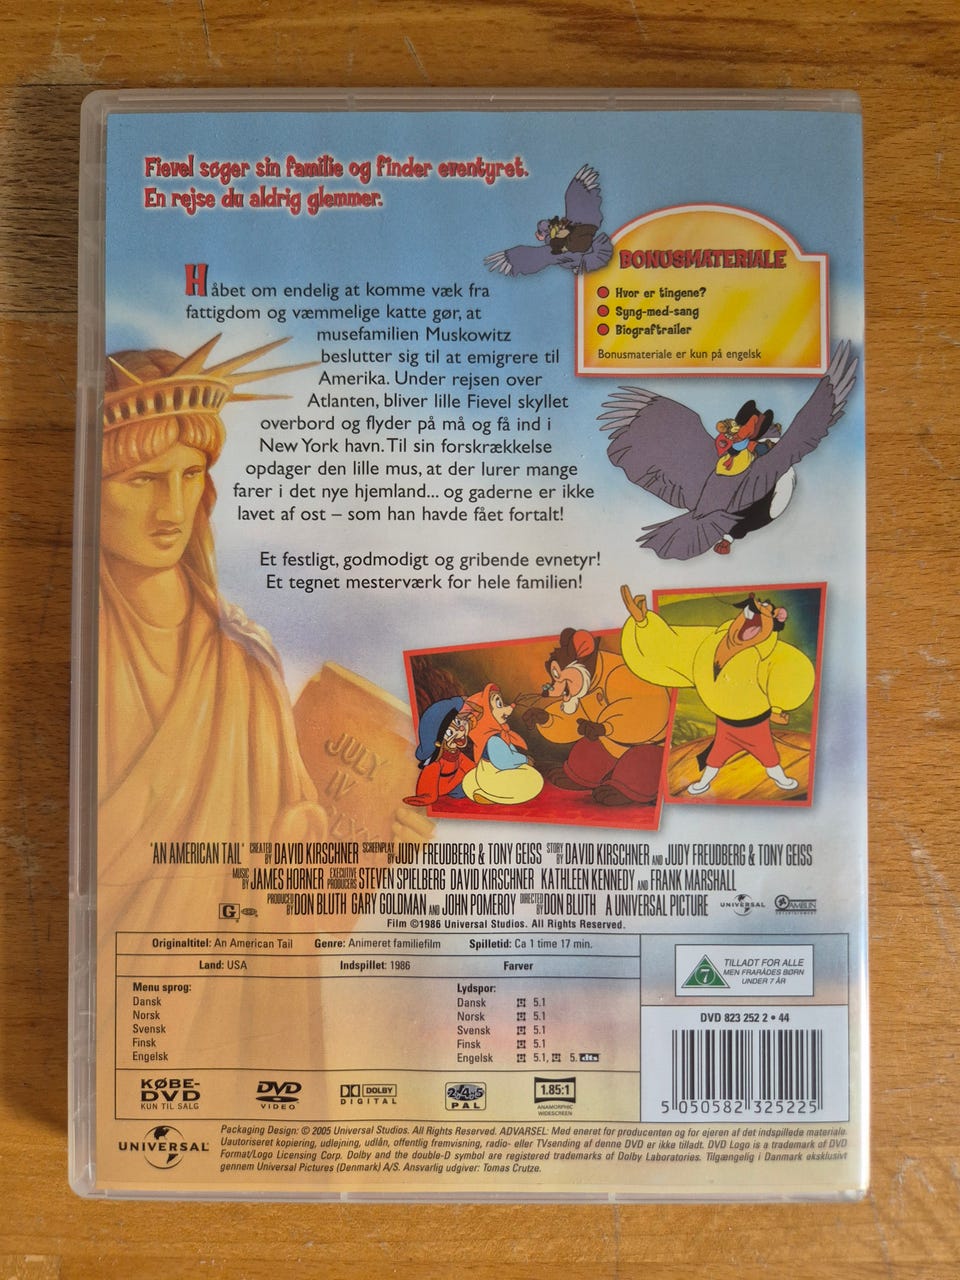 Fievel søger sin familie og finder eventyret.
En rejse du aldrig glemmer.
BONUSMATERIALE
Hvor er tingene?
Syng-med-sang
Biograftrailer
Bonusmateriale er kun på engelsk
Håbet om endelig at komme væk fra
fattigdom og væmmelige katte gør, at
musefamilien Muskowitz
beslutter sig til at emigrere til
Amerika. Under rejsen over
Atlanten, bliver lille Fievel skyllet
overbord og flyder på må og få ind i
New York havn. Til sin forskrækkelse
opdager den lille mus, at der lurer mange
farer i det nye hjemland... og gaderne er ikke
lavet af ost – som han havde fået fortalt!
Et festligt, godmodigt og gribende evnetyr!
Et tegnet mesterværk for hele familien!
JULY
IV
'AN AMERICAN TAIL' CREATED BY DAVID KIRSCHNER SCREENPLAY BY JUDY FREUDBERG & TONY GEISS STORY BY DAVID KIRSCHNER AND JUDY FREUDBERG & TONY GEISS
MUSIC BY JAMES HORNER EXECUTIVE PRODUCERS STEVEN SPIELBERG DAVID KIRSCHNER KATHLEEN KENNEDY AND FRANK MARSHALL
G PRODUCED BY DON BLUTH GARY GOLDMAN AND JOHN POMEROY DIRECTED BY DON BLUTH A UNIVERSAL PICTURE UNIVERSAL AMBLIN ENTERTAINMENT
Film ©1986 Universal Studios. All Rights Reserved.
Originaltitel: An American Tail Genre: Animeret familiefilm Spilletid: Ca 1 time 17 min.
Land: USA Indspillet: 1986 Farver
Menu sprog:
Dansk
Norsk
Svensk
Finsk
Engelsk
Lydspor:
Dansk 5.1
Norsk 5.1
Svensk 5.1
Finsk 5.1
Engelsk 5.1, 5. dts
7
TILLADT FOR ALLE
MEN FRARÅDES BØRN
UNDER 7 ÅR
DVD 823 252 2 • 44
5 050582 325225
KØBE-
DVD
KUN TIL SALG
DVD
VIDEO
DOLBY
DIGITAL
PAL
1.85:1
ANAMORPHIC
WIDESCREEN
UNIVERSAL
Packaging Design: © 2005 Universal Studios. All Rights Reserved. ADVARSEL: Med eneret for producenten og for ejeren af det indspillede materiale.
Uautoriseret kopiering, udlejning, udlån, offentlig fremvisning, radio- eller TVsending af denne DVD er ikke tilladt. DVD Logo is a trademark of DVD
Format/Logo Licensing Corp. Dolby and the double-D symbol are registered trademarks of Dolby Laboratories. Tilgængelig i Danmark eksklusivt
gennem Universal Pictures (Denmark) A/S. Ansvarlig udgiver: Tomas Crutze.